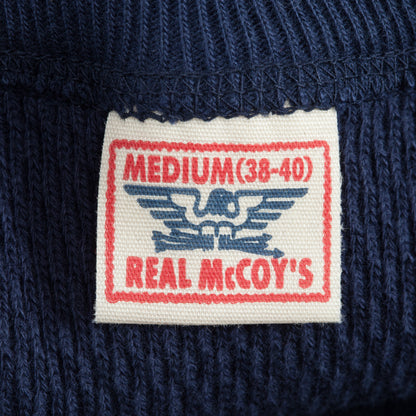 MEDIUM (38-40)
REAL McCOY'S